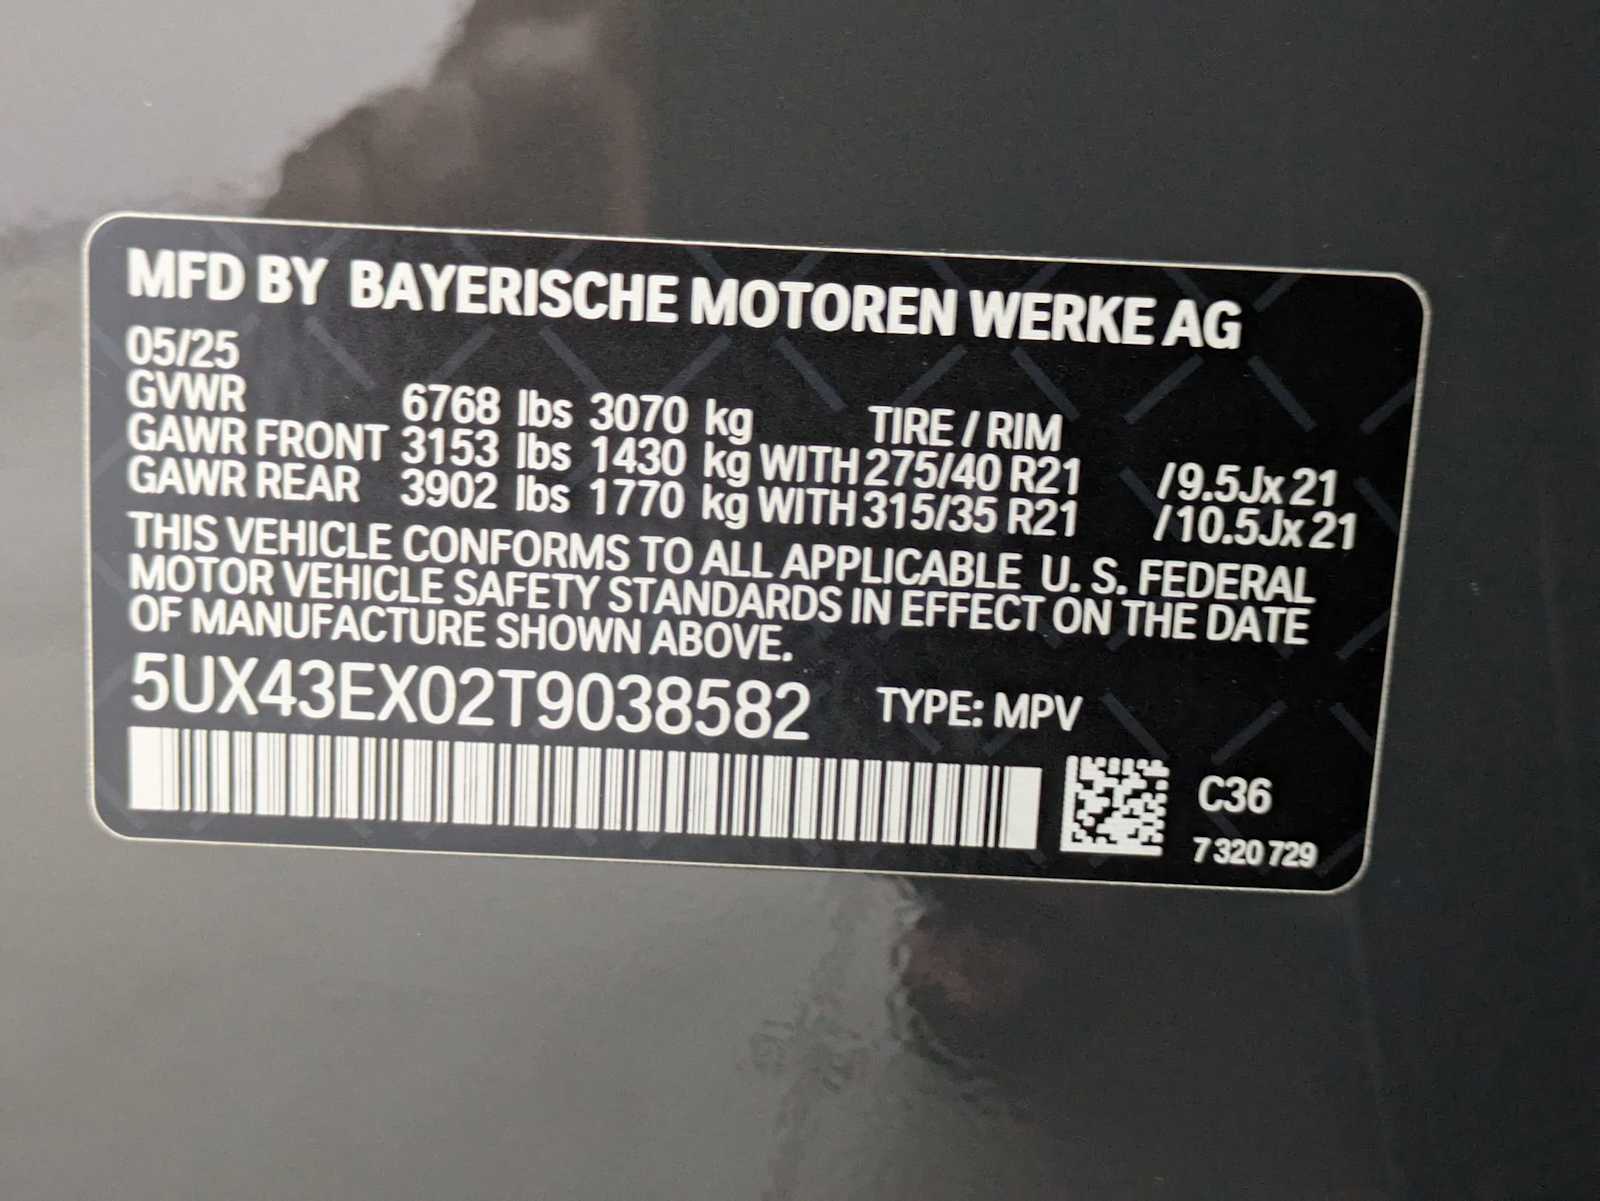 MFD BY BAYERISCHE MOTOREN WERKE AG
05/25
GVWR 6768 lbs 3070 kg TIRE / RIM
GAWR FRONT 3153 lbs 1430 kg WITH 275/40 R21 /9.5Jx21
GAWR REAR 3902 lbs 1770 kg WITH 315/35 R21 /10.5Jx21
THIS VEHICLE CONFORMS TO ALL APPLICABLE U. S. FEDERAL
MOTOR VEHICLE SAFETY STANDARDS IN EFFECT ON THE DATE
OF MANUFACTURE SHOWN ABOVE.
5UX43EX02T9038582 TYPE: MPV
C36
7 320 729